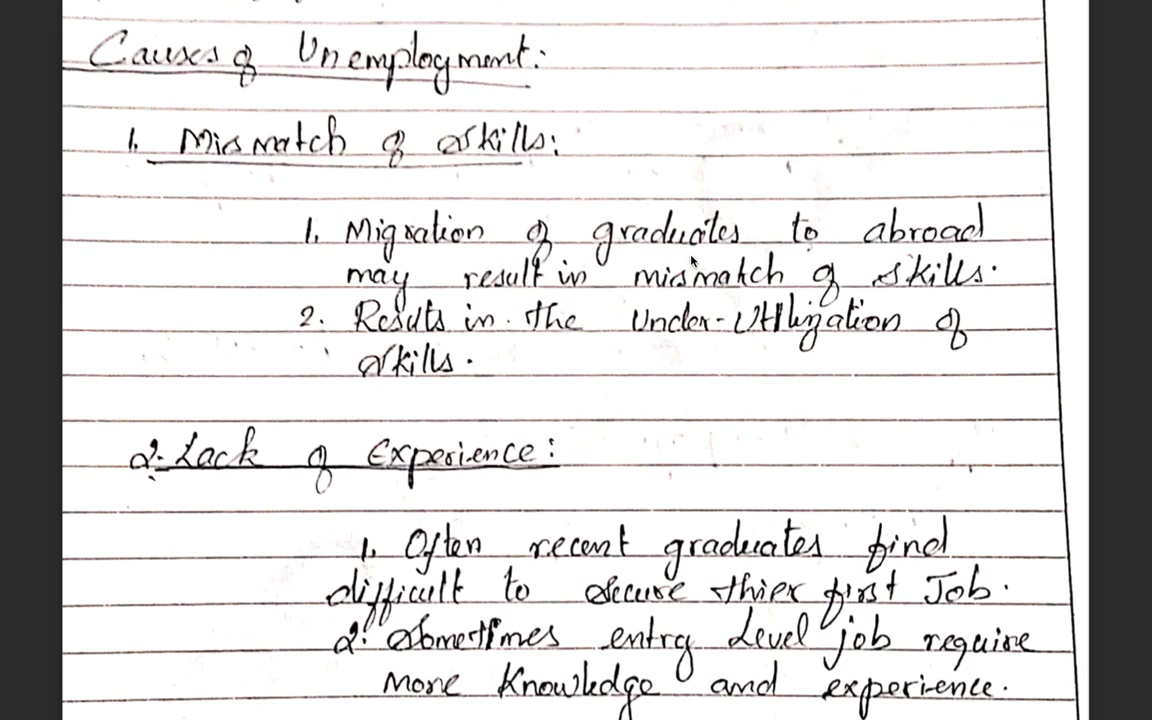 Causes of Unemployment:
1. Mismatch of skills:
1. Migration of graduates to abroad
may result in mismatch of skills.
2. Results in the Under-Utilization of
skills.
2. Lack of Experience:
1. Often recent graduates find
difficult to secure thier first Job.
2. Sometimes entry Level job require
more Knowledge and experience.